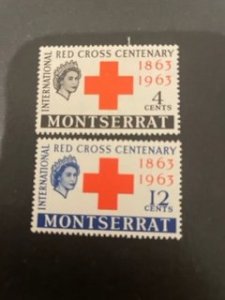 INTERNATIONAL
RED CROSS CENTENARY
1863
1963
4
CENTS
MONTSERRAT
INTERNATIONAL
RED CROSS CENTENARY
1863
1963
12
CENTS
MONTSERRAT